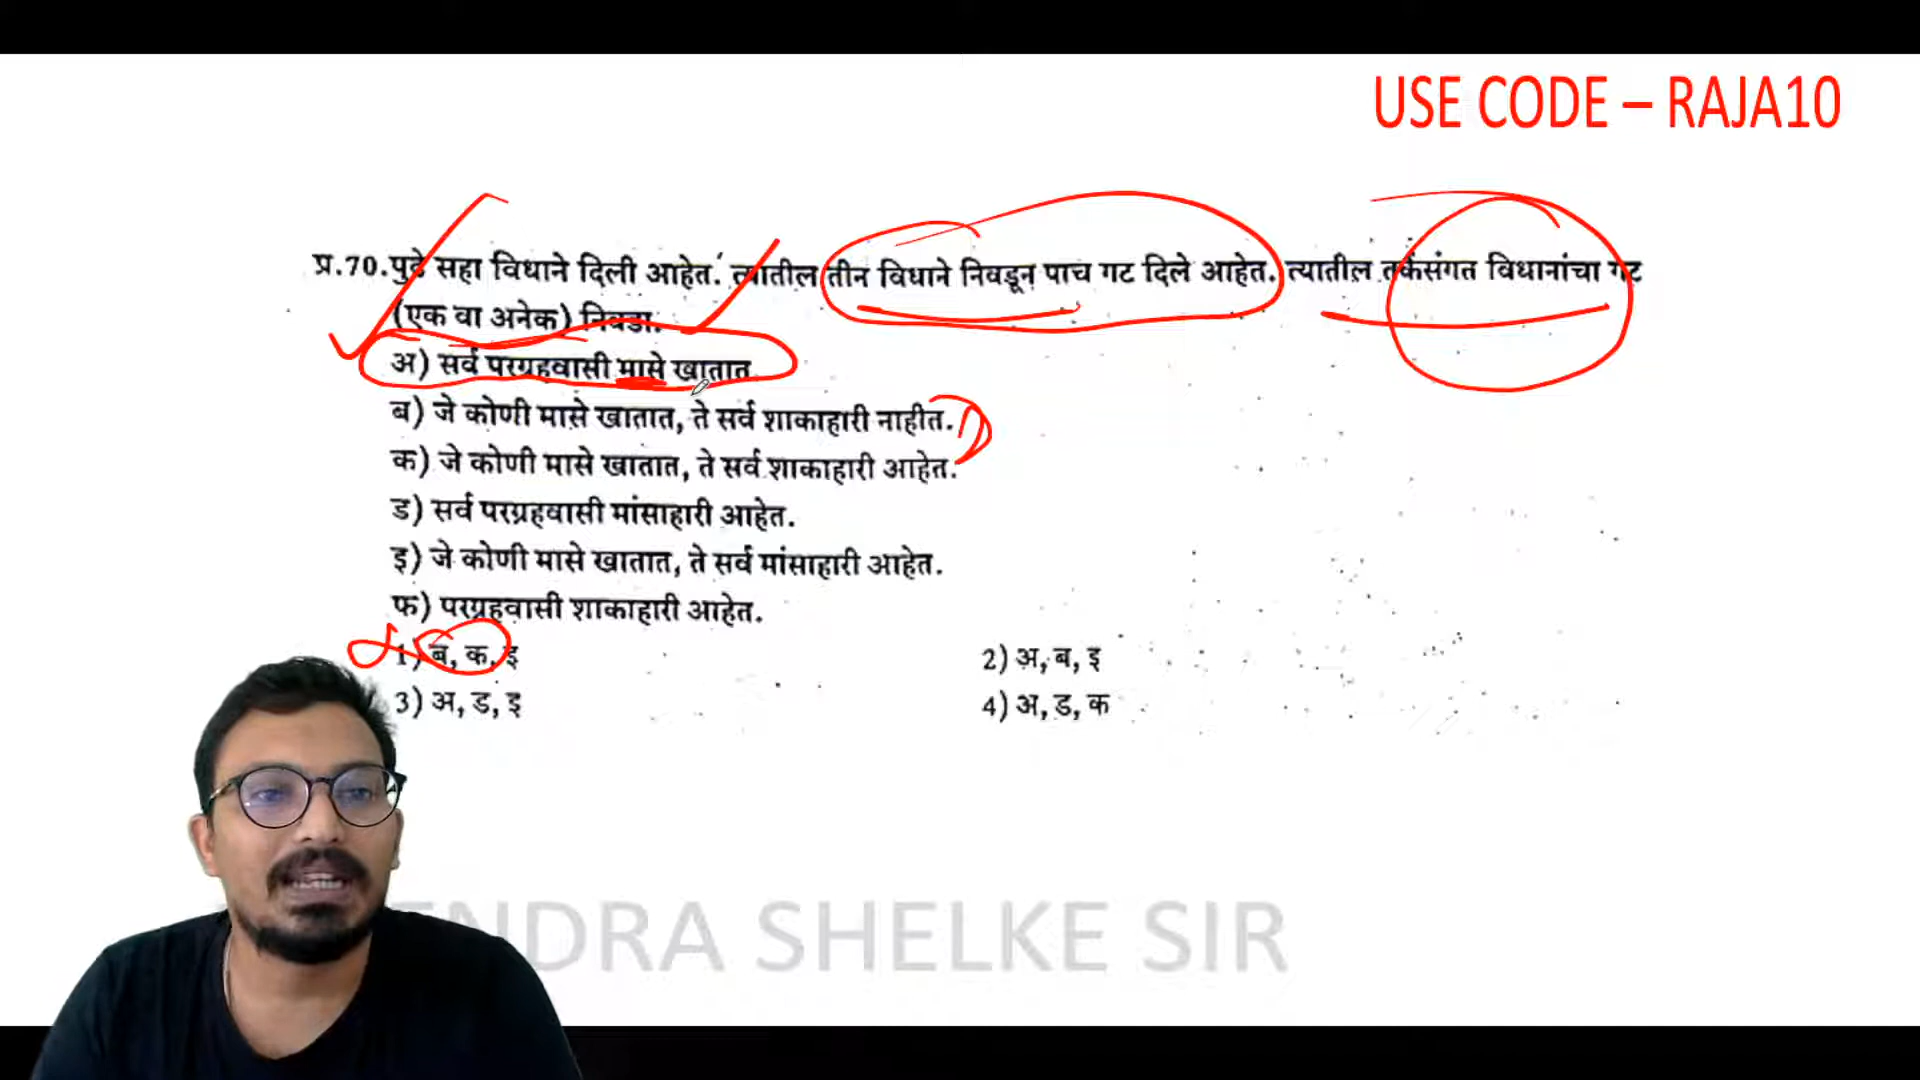 USE CODE – RAJA10
प्र.70. पुढे सहा विधाने दिली आहेत. त्यातील तीन विधाने निवडून पाच गट दिले आहेत. त्यातील तर्कसंगत विधानांचा गट
(एक वा अनेक) निवडा.
अ) सर्व परग्रहवासी मासे खातात
ब) जे कोणी मासे खातात, ते सर्व शाकाहारी नाहीत.
क) जे कोणी मासे खातात, ते सर्व शाकाहारी आहेत.
ड) सर्व परग्रहवासी मांसाहारी आहेत.
इ) जे कोणी मासे खातात, ते सर्व मांसाहारी आहेत.
फ) परग्रहवासी शाकाहारी आहेत.
1) ब, क, इ
2) अ, ब, इ
3) अ, ड, इ
4) अ, ड, क
NDRA SHELKE SIR